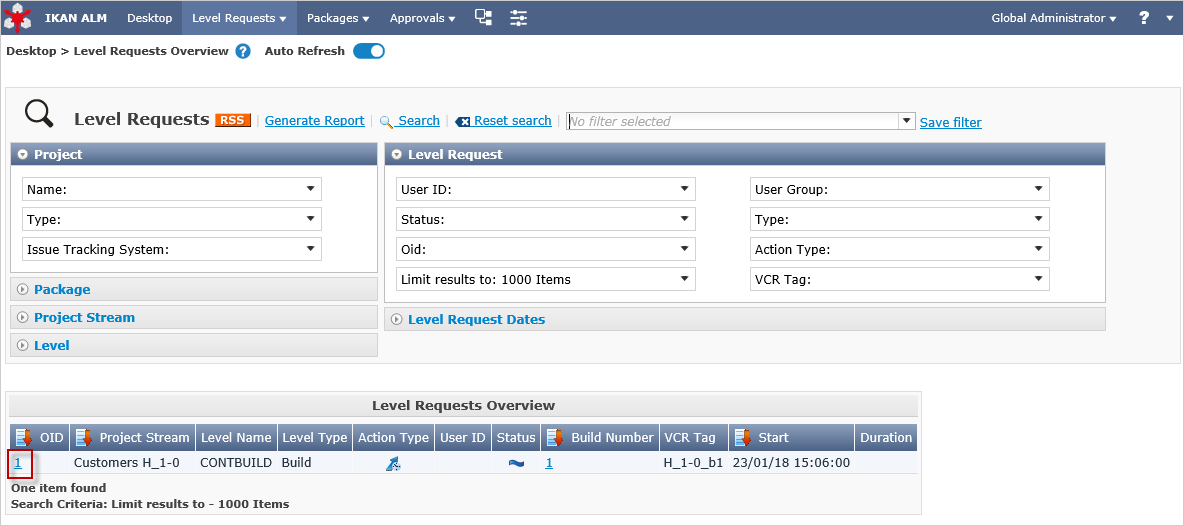 IKAN ALM Desktop Level Requests Packages Approvals Global Administrator ?
Desktop > Level Requests Overview ? Auto Refresh
Level Requests RSS | Generate Report | Search | Reset search | No filter selected Save filter
Project
Name:
Type:
Issue Tracking System:
Package
Project Stream
Level
Level Request
User ID: User Group:
Status: Type:
Oid: Action Type:
Limit results to: 1000 Items VCR Tag:
Level Request Dates
Level Requests Overview
OID Project Stream Level Name Level Type Action Type User ID Status Build Number VCR Tag Start Duration
1 Customers H_1-0 CONTBUILD Build 1 H_1-0_b1 23/01/18 15:06:00
One item found
Search Criteria: Limit results to - 1000 Items